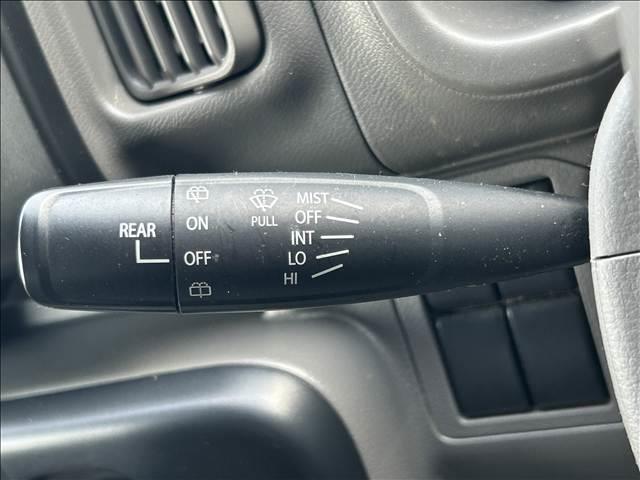 REAR
ON
OFF
PULL
MIST
OFF
INT
LO
HI